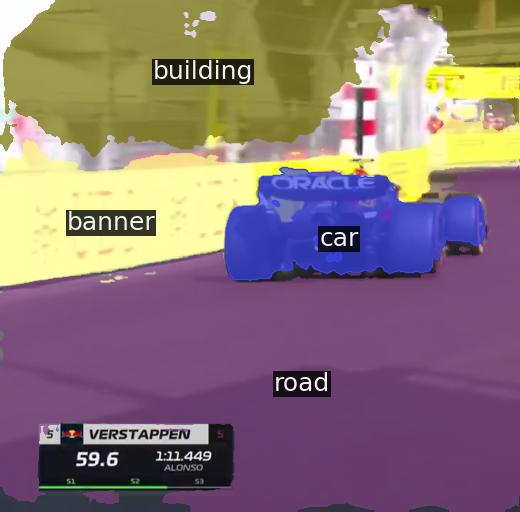 building
ORACLE
banner
car
road
5 VERSTAPPEN 5
59.6 1:11.449
ALONSO
S1 S2 S3